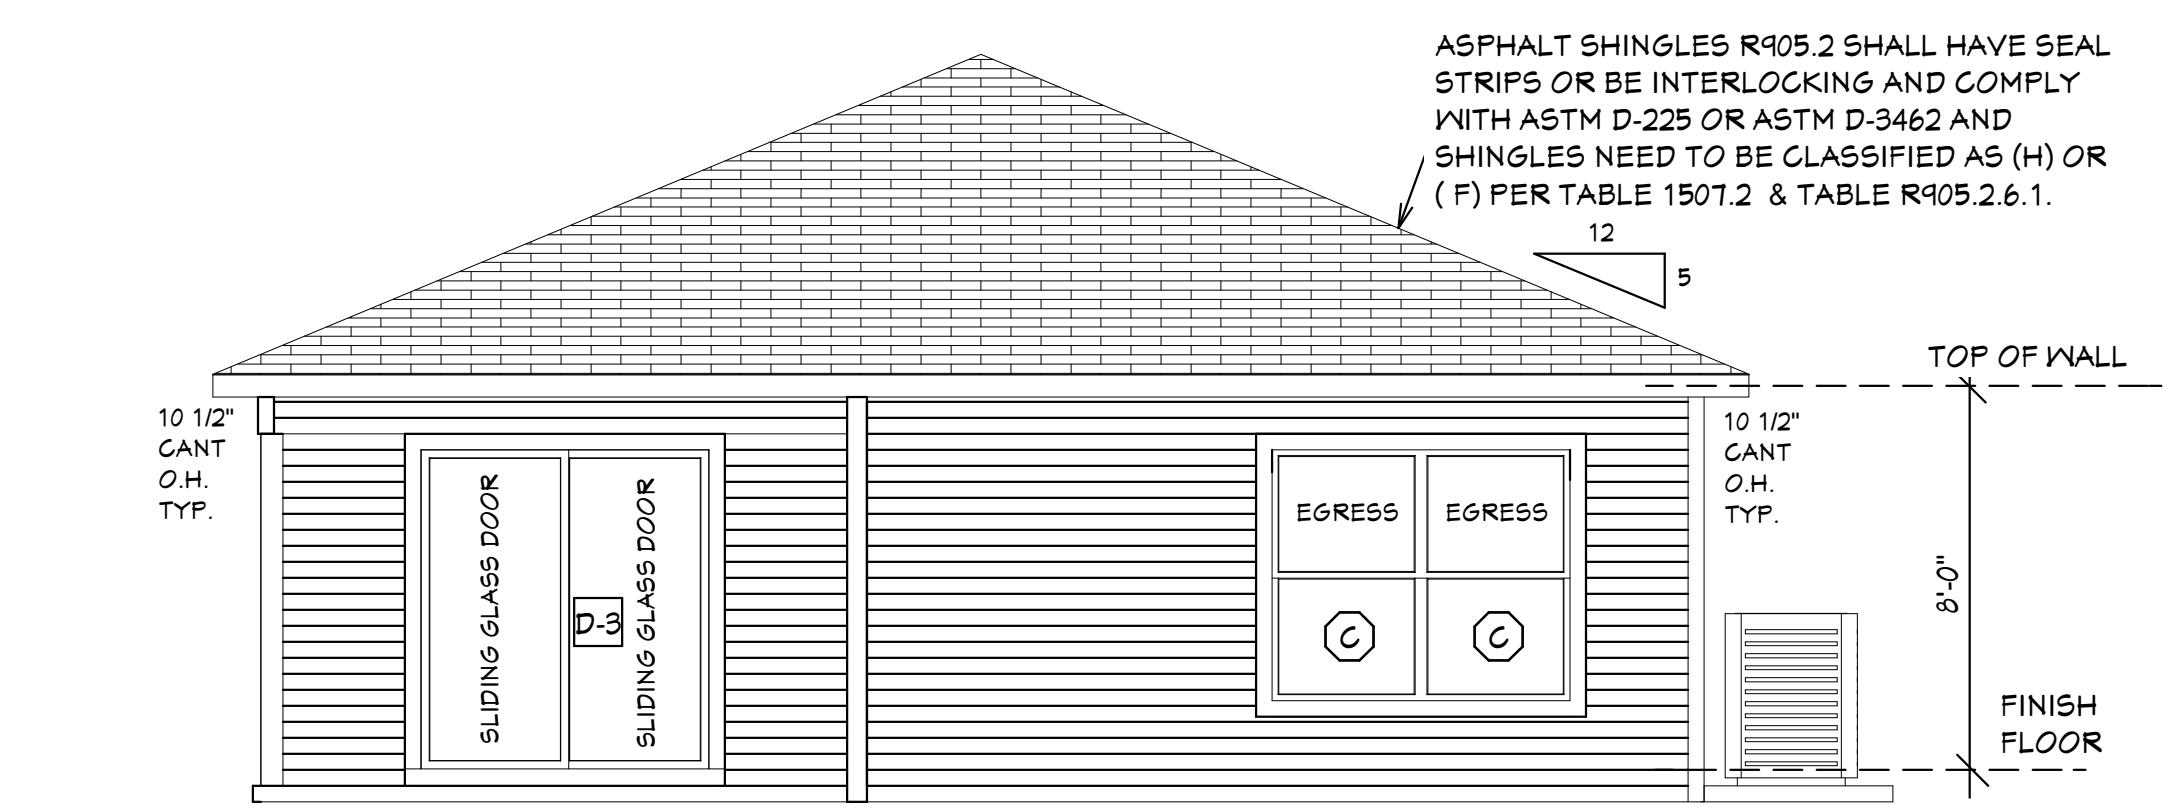 ASPHALT SHINGLES R905.2 SHALL HAVE SEAL
STRIPS OR BE INTERLOCKING AND COMPLY
WITH ASTM D-225 OR ASTM D-3462 AND
SHINGLES NEED TO BE CLASSIFIED AS (H) OR
( F) PER TABLE 1507.2 & TABLE R905.2.6.1.
12
5
TOP OF WALL
10 1/2"
CANT
O.H.
TYP.
10 1/2"
CANT
O.H.
TYP.
SLIDING GLASS DOOR
SLIDING GLASS DOOR
D-3
EGRESS
EGRESS
C
C
8'-0"
FINISH
FLOOR